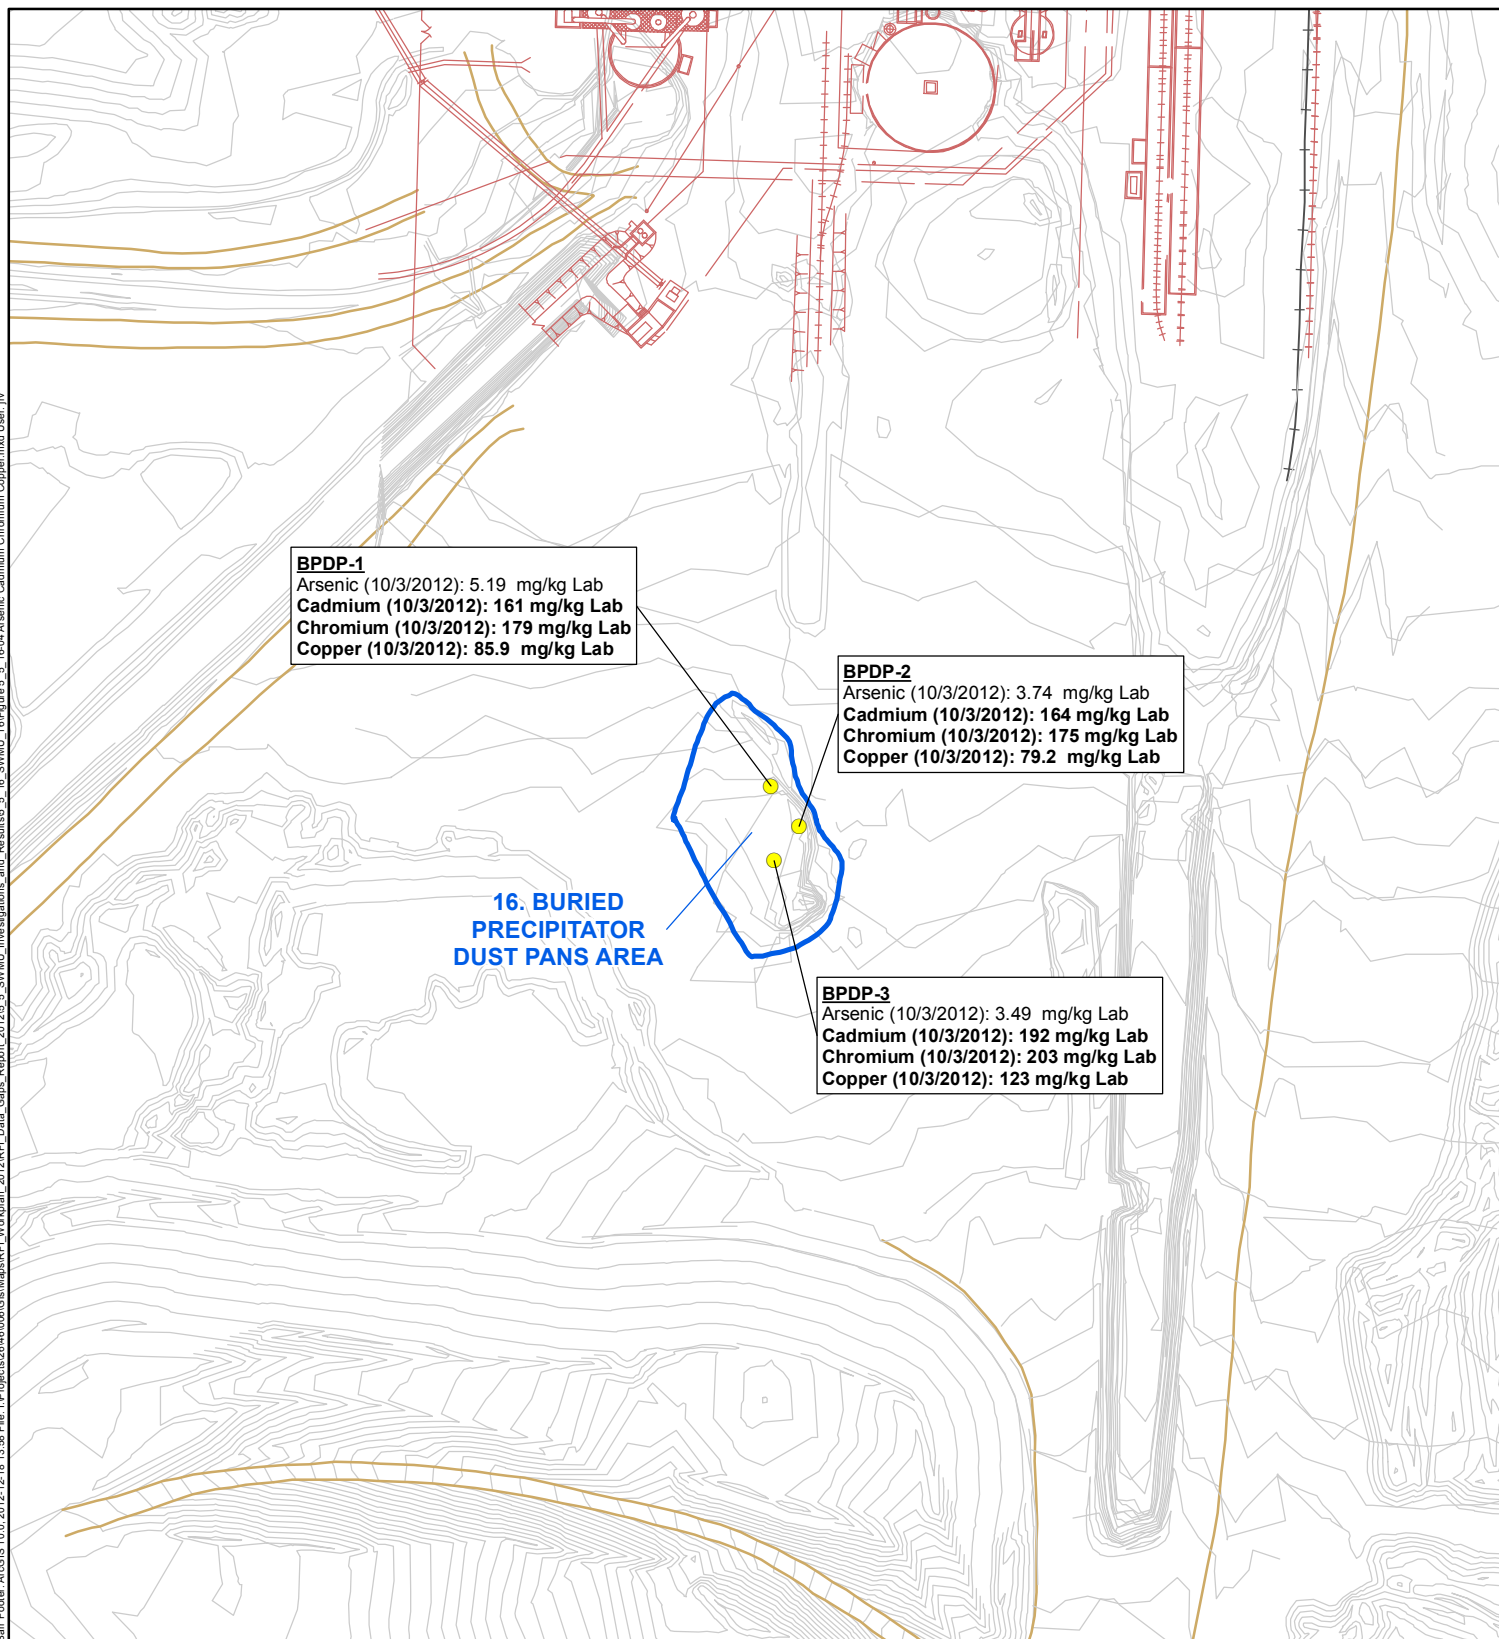 BPDP-1
Arsenic (10/3/2012): 5.19 mg/kg Lab
Cadmium (10/3/2012): 161 mg/kg Lab
Chromium (10/3/2012): 179 mg/kg Lab
Copper (10/3/2012): 85.9 mg/kg Lab
BPDP-2
Arsenic (10/3/2012): 3.74 mg/kg Lab
Cadmium (10/3/2012): 164 mg/kg Lab
Chromium (10/3/2012): 175 mg/kg Lab
Copper (10/3/2012): 79.2 mg/kg Lab
16. BURIED
PRECIPITATOR
DUST PANS AREA
BPDP-3
Arsenic (10/3/2012): 3.49 mg/kg Lab
Cadmium (10/3/2012): 192 mg/kg Lab
Chromium (10/3/2012): 203 mg/kg Lab
Copper (10/3/2012): 123 mg/kg Lab